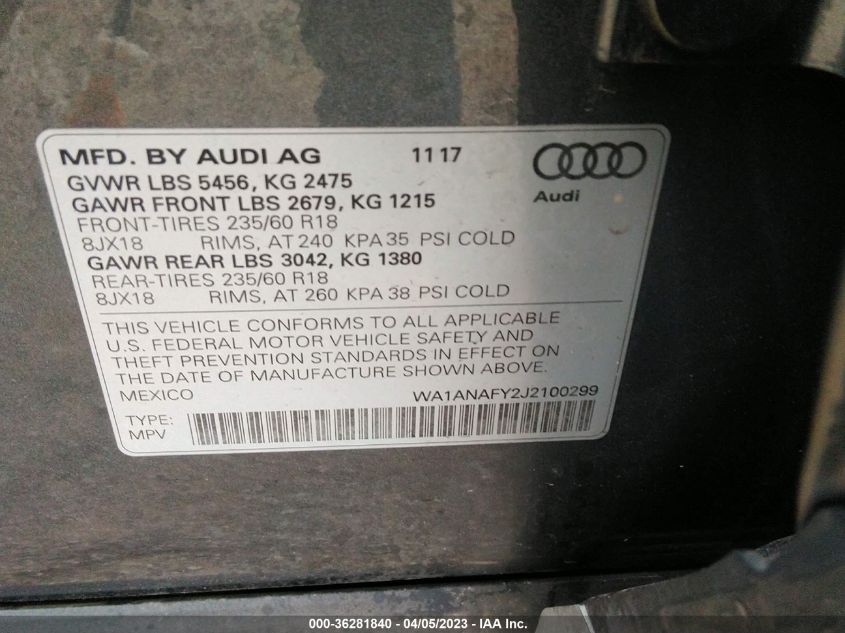 MFD. BY AUDI AG 11 17
GVWR LBS 5456, KG 2475
GAWR FRONT LBS 2679, KG 1215
Audi
FRONT-TIRES 235/60 R18
8JX18 RIMS, AT 240 KPA 35 PSI COLD
GAWR REAR LBS 3042, KG 1380
REAR-TIRES 235/60 R18
8JX18 RIMS, AT 260 KPA 38 PSI COLD
THIS VEHICLE CONFORMS TO ALL APPLICABLE
U.S. FEDERAL MOTOR VEHICLE SAFETY AND
THEFT PREVENTION STANDARDS IN EFFECT ON
THE DATE OF MANUFACTURE SHOWN ABOVE.
MEXICO WA1ANAFY2J2100299
TYPE:
MPV
000-36281840 - 04/05/2023 - IAA Inc.